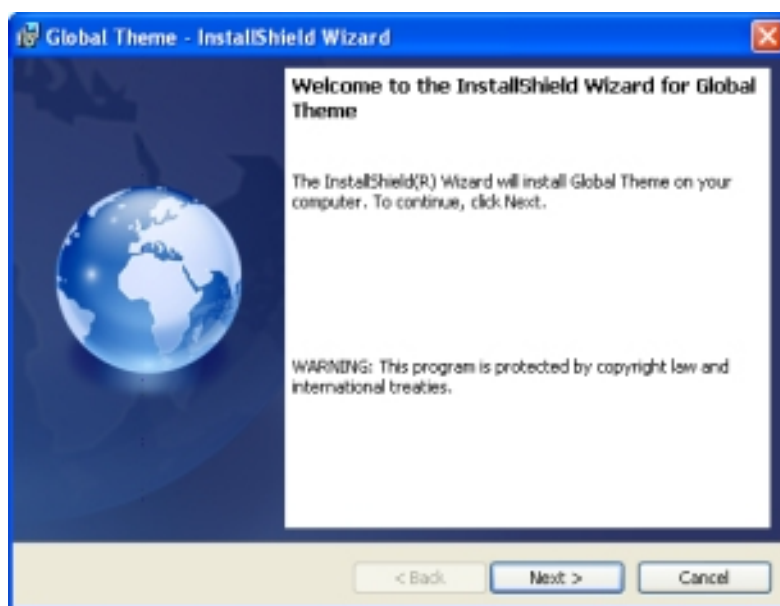 Global Theme - InstallShield Wizard
Welcome to the InstallShield Wizard for Global
Theme
The InstallShield(R) Wizard will install Global Theme on your
computer. To continue, click Next.
WARNING: This program is protected by copyright law and
international treaties.
< Back
Next >
Cancel